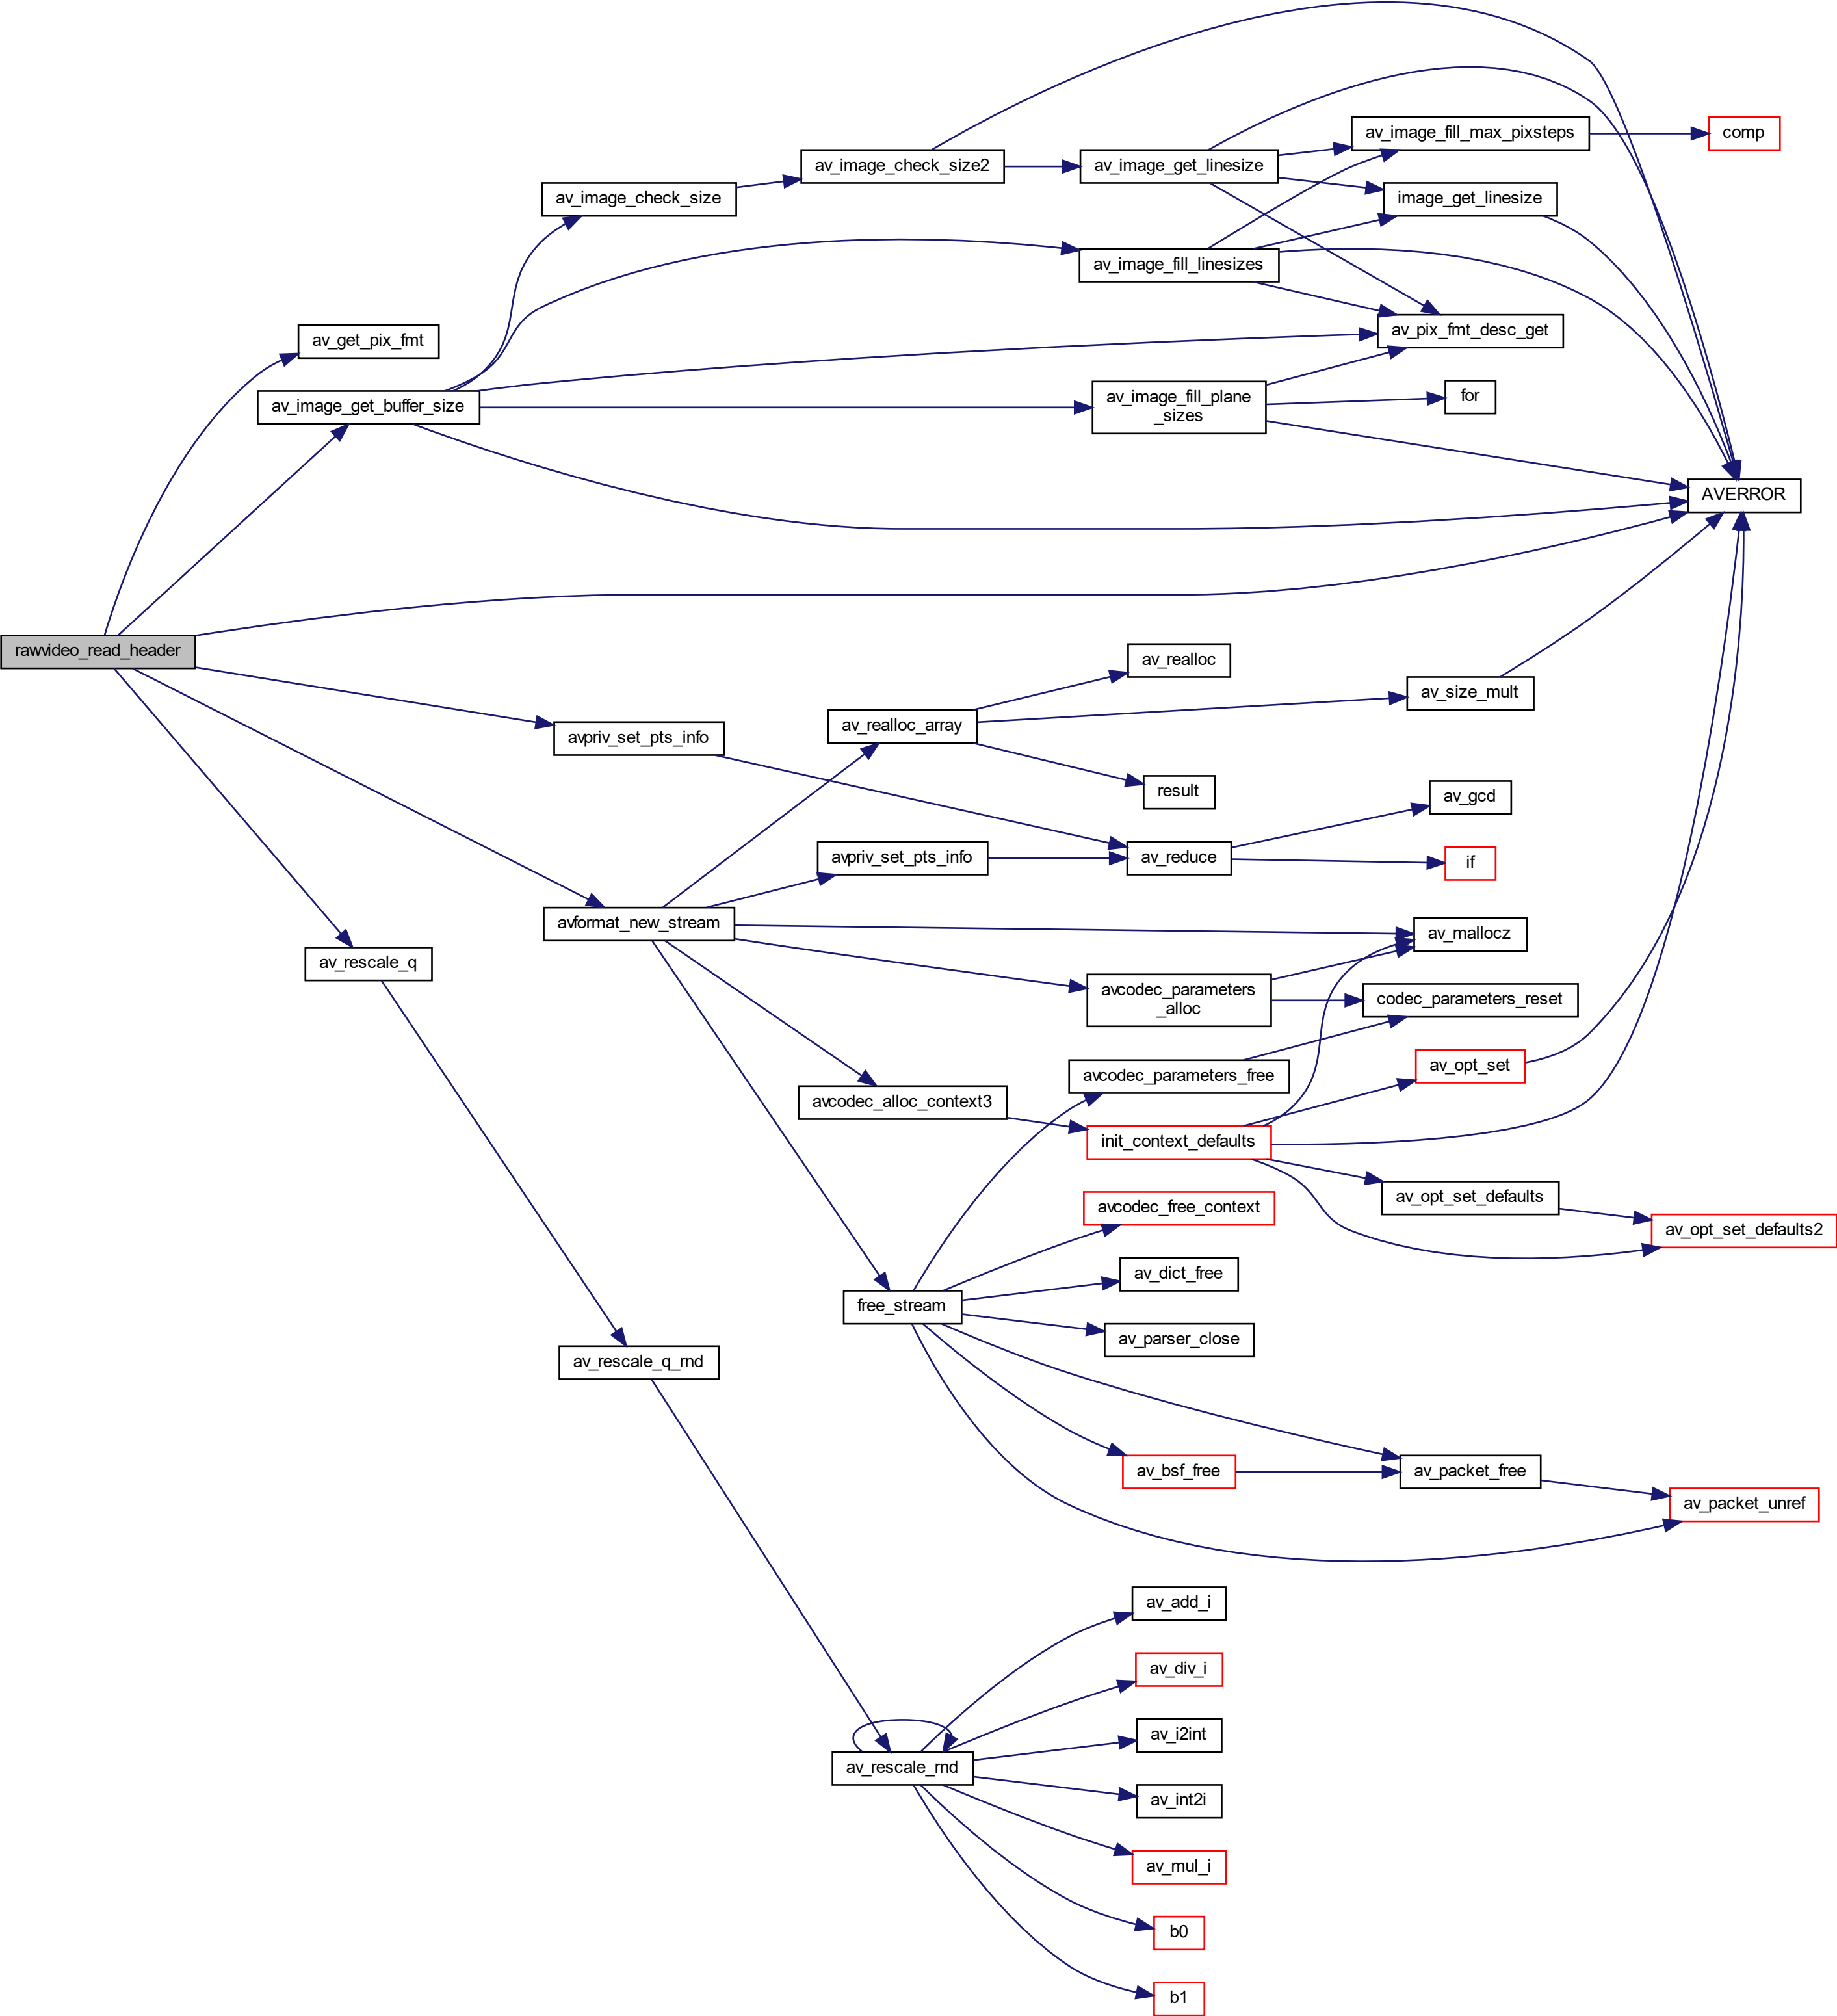 comp
av_image_fill_max_pixsteps
av_image_check_size2
av_image_get_linesize
av_image_check_size
image_get_linesize
av_image_fill_linesizes
av_get_pix_fmt
av_pix_fmt_desc_get
av_image_get_buffer_size
av_image_fill_plane
_sizes
for
AVERROR
rawvideo_read_header
av_realloc
av_size_mult
avpriv_set_pts_info
av_realloc_array
result
av_gcd
avpriv_set_pts_info
av_reduce
if
avformat_new_stream
av_mallocz
av_rescale_q
avcodec_parameters
_alloc
codec_parameters_reset
avcodec_parameters_free
av_opt_set
avcodec_alloc_context3
init_context_defaults
av_opt_set_defaults
avcodec_free_context
av_opt_set_defaults2
av_dict_free
free_stream
av_parser_close
av_rescale_q_rnd
av_bsf_free
av_packet_free
av_packet_unref
av_add_i
av_div_i
av_i2int
av_rescale_rnd
av_int2i
av_mul_i
b0
b1